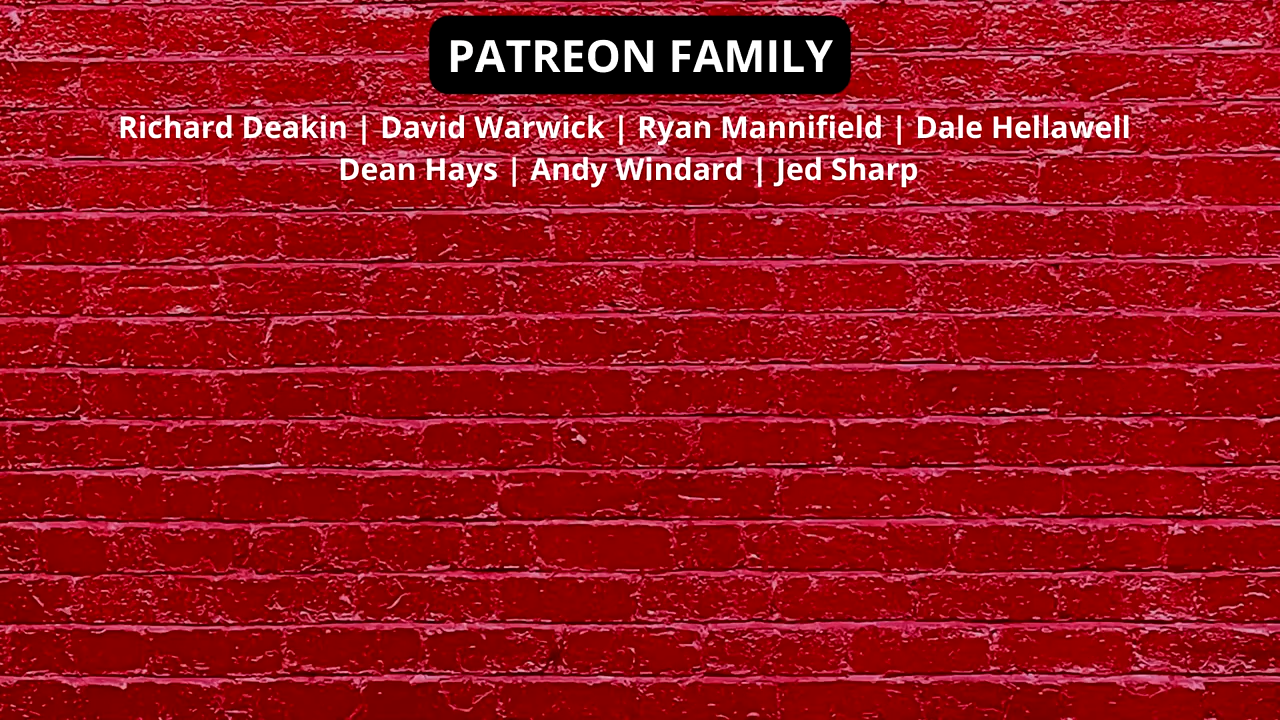 PATREON FAMILY
Richard Deakin | David Warwick | Ryan Mannifield | Dale Hellawell
Dean Hays | Andy Windard | Jed Sharp